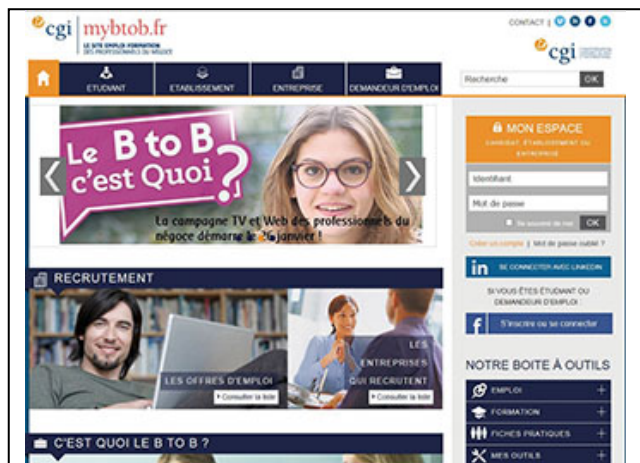 cgi mybtob.fr
LE SITE EMPLOI FORMATION
DES PROFESSIONNELS DU NÉGOCE
CONTACT |
cgi
ETUDIANT
ETABLISSEMENT
ENTREPRISE
DEMANDEUR D'EMPLOI
Recherche OK
Le B to B
c'est Quoi ?
La campagne TV et Web des professionnels du
négoce démarre le 26 janvier !
MON ESPACE
CANDIDAT, ÉTABLISSEMENT OU
ENTREPRISE
Identifiant
Mot de passe
Se souvenir de moi OK
Créer un compte | Mot de passe oublié ?
in SE CONNECTER AVEC LINKEDIN
SI VOUS ÊTES ÉTUDIANT OU
DEMANDEUR D'EMPLOI :
f S'inscrire ou se connecter
RECRUTEMENT
LES OFFRES D'EMPLOI
Consulter la liste
LES
ENTREPRISES
QUI RECRUTENT
Consulter la liste
C'EST QUOI LE B TO B ?
NOTRE BOITE À OUTILS
EMPLOI +
FORMATION +
FICHES PRATIQUES +
MES OUTILS +